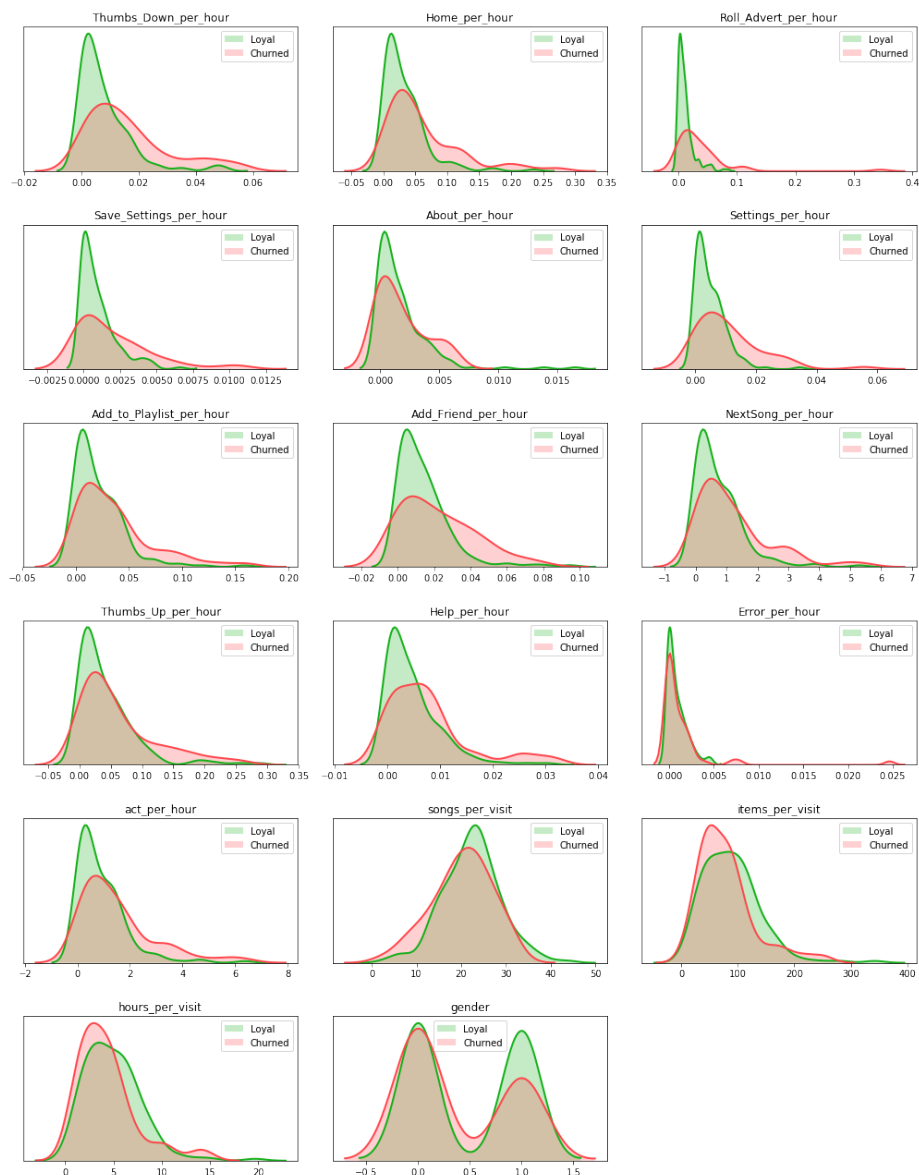 Thumbs_Down_per_hour
Loyal
Churned
−0.02 0.00 0.02 0.04 0.06
Home_per_hour
Loyal
Churned
−0.05 0.00 0.05 0.10 0.15 0.20 0.25 0.30 0.35
Roll_Advert_per_hour
Loyal
Churned
0.0 0.1 0.2 0.3 0.4
Save_Settings_per_hour
Loyal
Churned
−0.0025 0.0000 0.0025 0.0050 0.0075 0.0100 0.0125
About_per_hour
Loyal
Churned
0.000 0.005 0.010 0.015
Settings_per_hour
Loyal
Churned
0.00 0.02 0.04 0.06
Add_to_Playlist_per_hour
Loyal
Churned
−0.05 0.00 0.05 0.10 0.15 0.20
Add_Friend_per_hour
Loyal
Churned
−0.02 0.00 0.02 0.04 0.06 0.08 0.10
NextSong_per_hour
Loyal
Churned
−1 0 1 2 3 4 5 6 7
Thumbs_Up_per_hour
Loyal
Churned
−0.05 0.00 0.05 0.10 0.15 0.20 0.25 0.30 0.35
Help_per_hour
Loyal
Churned
−0.01 0.00 0.01 0.02 0.03 0.04
Error_per_hour
Loyal
Churned
0.000 0.005 0.010 0.015 0.020 0.025
act_per_hour
Loyal
Churned
−2 0 2 4 6 8
songs_per_visit
Loyal
Churned
0 10 20 30 40 50
items_per_visit
Loyal
Churned
0 100 200 300 400
hours_per_visit
Loyal
Churned
0 5 10 15 20
gender
Loyal
Churned
−0.5 0.0 0.5 1.0 1.5